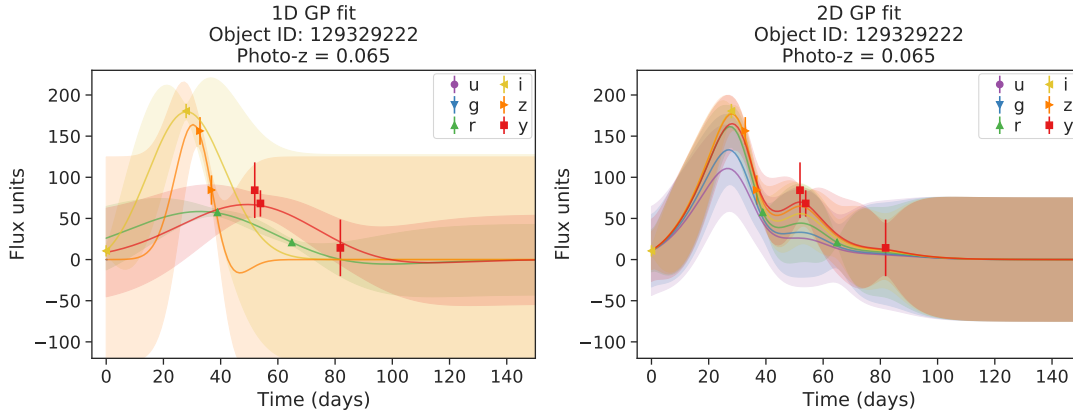 1D GP fit
Object ID: 129329222
Photo-z = 0.065
200
150
100
50
0
−50
−100
Flux units
0 20 40 60 80 100 120 140
Time (days)
u i
g z
r y
2D GP fit
Object ID: 129329222
Photo-z = 0.065
200
150
100
50
0
−50
−100
Flux units
0 20 40 60 80 100 120 140
Time (days)
u i
g z
r y